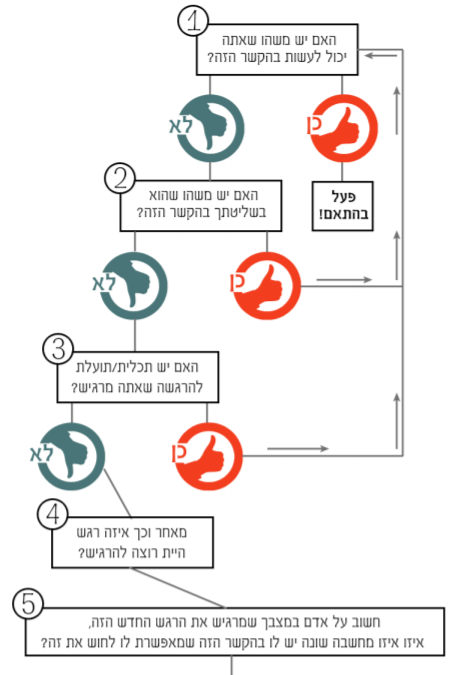 1
האם יש משהו שאתה
יכול לעשות בהקשר הזה?
לא
כן
פעל
בהתאם!
2
האם יש משהו שהוא
בשליטתך בהקשר הזה?
לא
כן
3
האם יש תכלית/תועלת
להרגשה שאתה מרגיש?
לא
כן
4
מאחר וכך איזה רגש
היית רוצה להרגיש?
5
חשוב על אדם במצבך שמרגיש את הרגש החדש הזה,
איזו איזו מחשבה שונה יש לו בהקשר הזה שמאפשרת לו לחוש את זה?